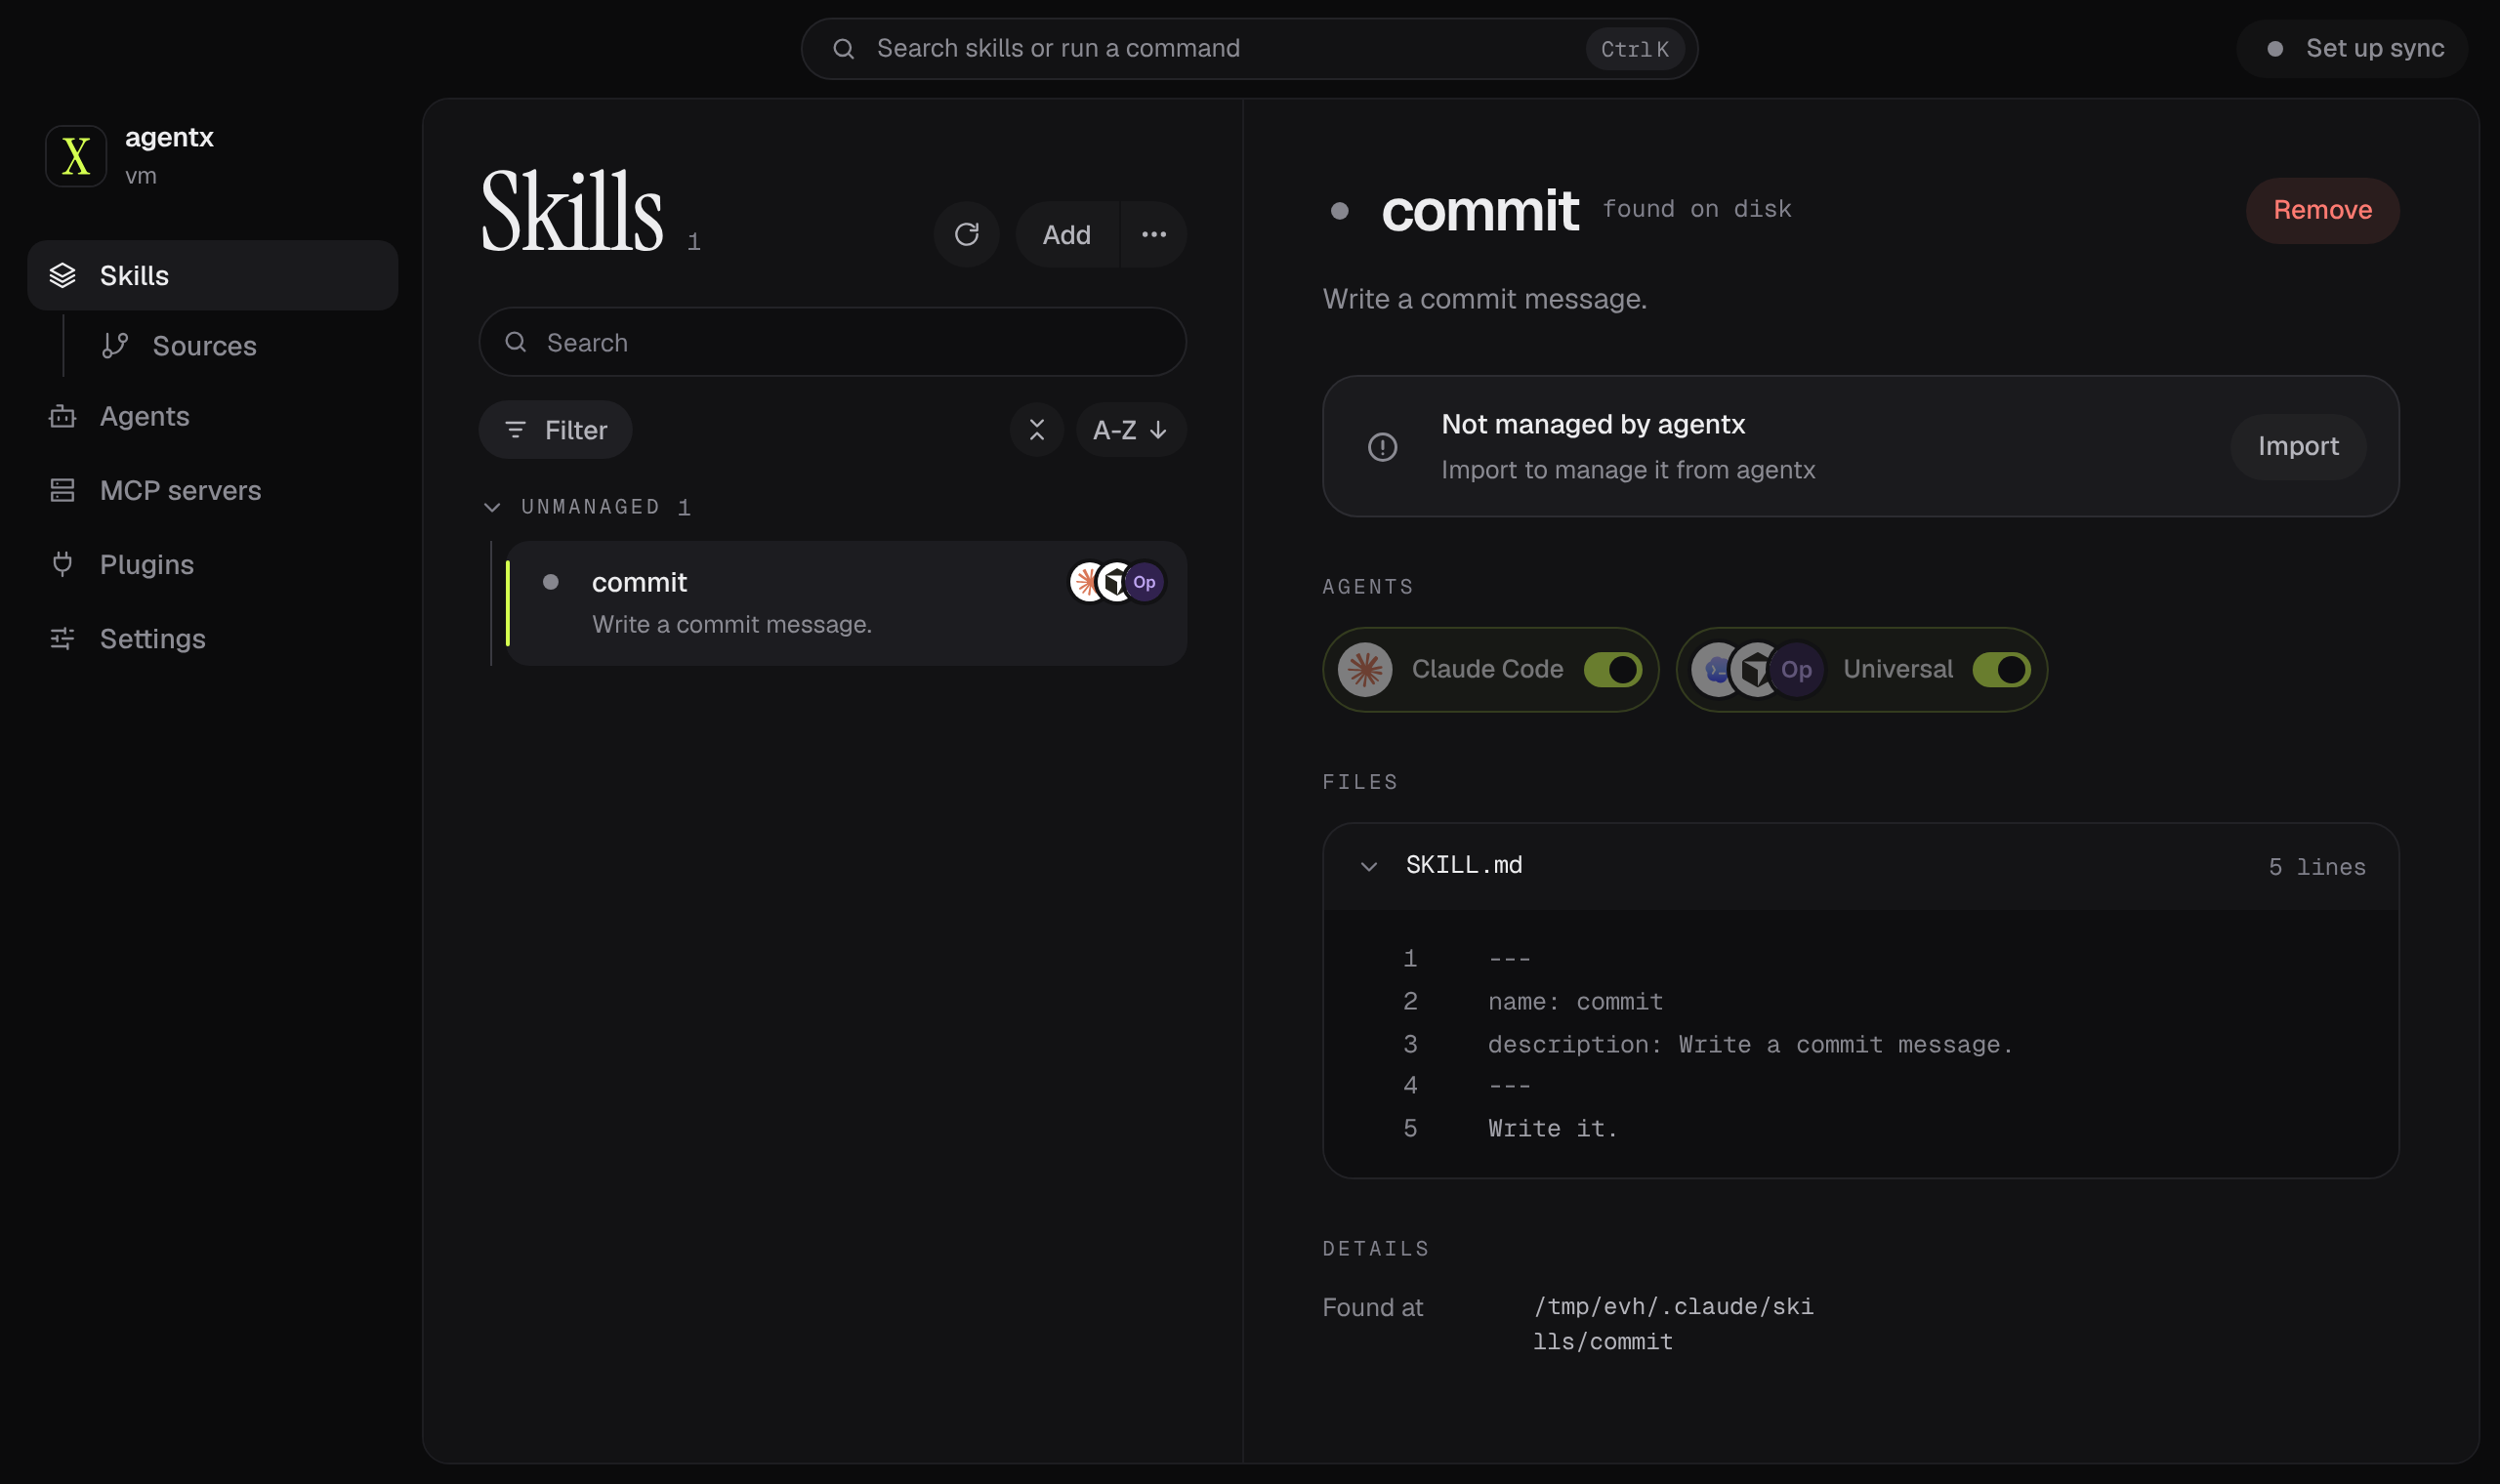 Search skills or run a command
Ctrl K
Set up sync
X
agentx
vm
Skills
Sources
Agents
MCP servers
Plugins
Settings
Skills 1
Add
Search
Filter
A-Z
UNMANAGED 1
commit
Op
Write a commit message.
commit found on disk
Remove
Write a commit message.
Not managed by agentx
Import to manage it from agentx
Import
AGENTS
Claude Code
Op
Universal
FILES
SKILL.md
5 lines
1 ---
2 name: commit
3 description: Write a commit message.
4 ---
5 Write it.
DETAILS
Found at
/tmp/evh/.claude/ski
lls/commit